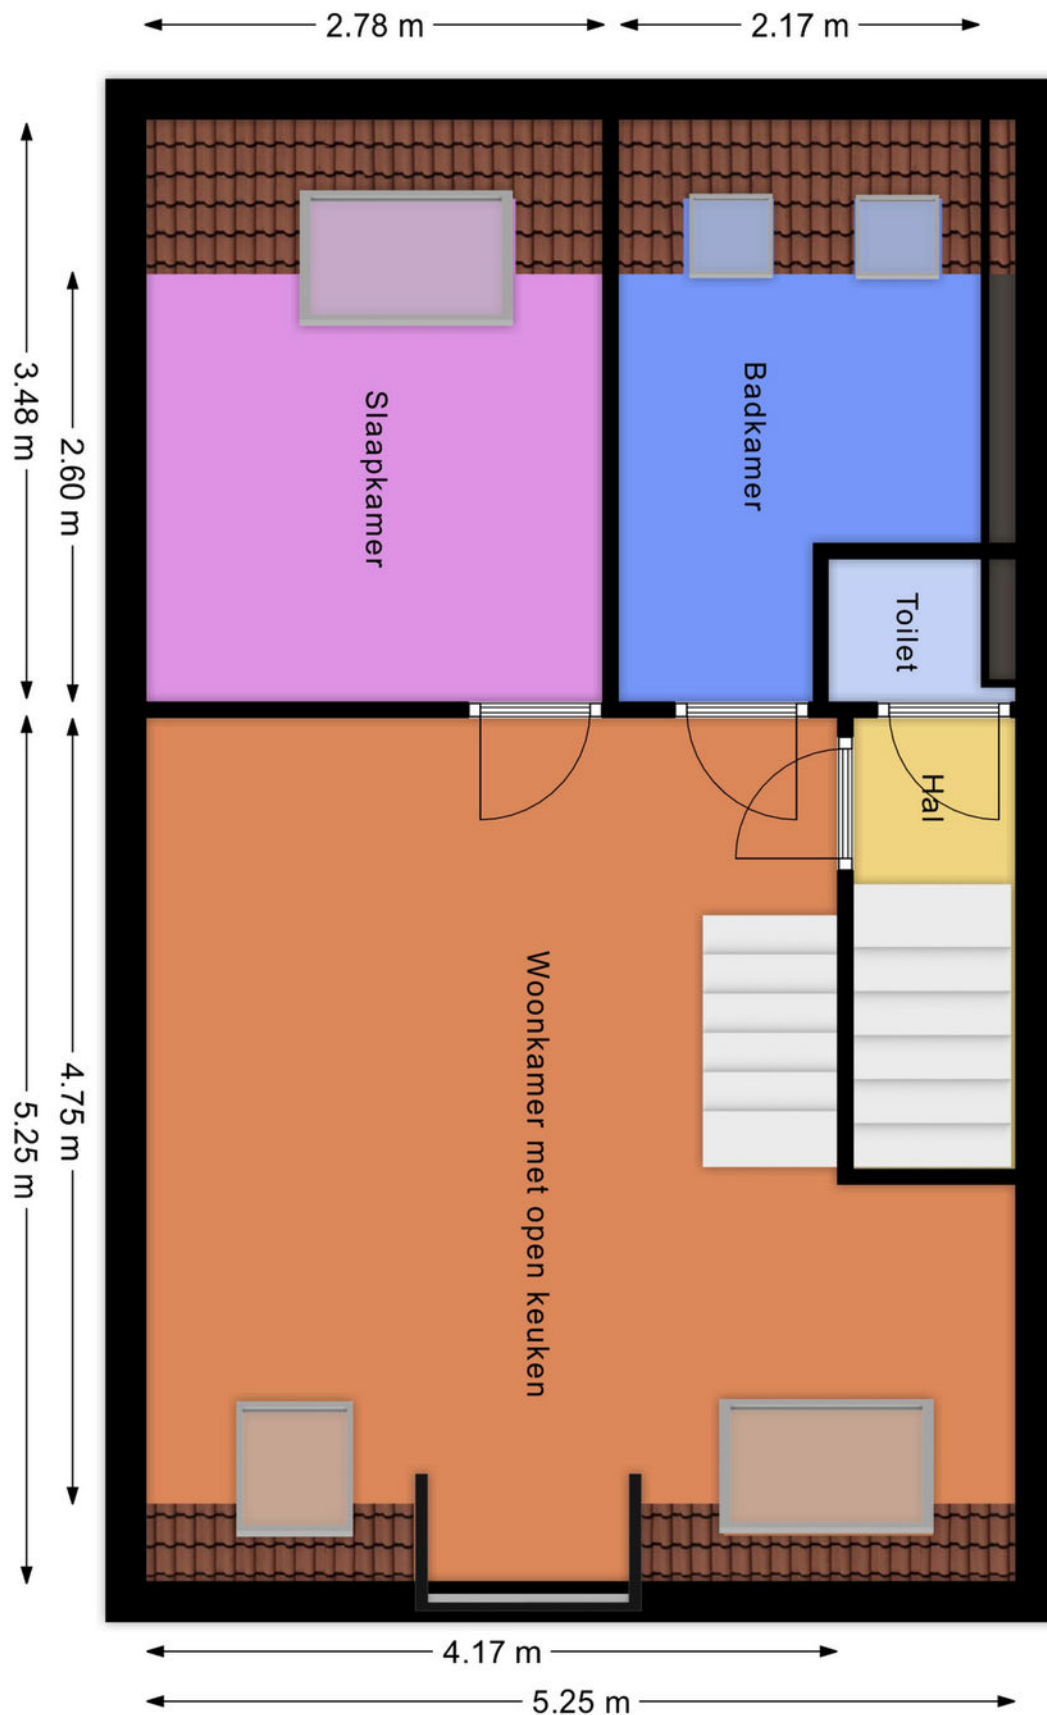 2.78 m
2.17 m
3.48 m
2.60 m
Slaapkamer
Badkamer
Toilet
Hal
Woonkamer met open keuken
4.75 m
5.25 m
4.17 m
5.25 m